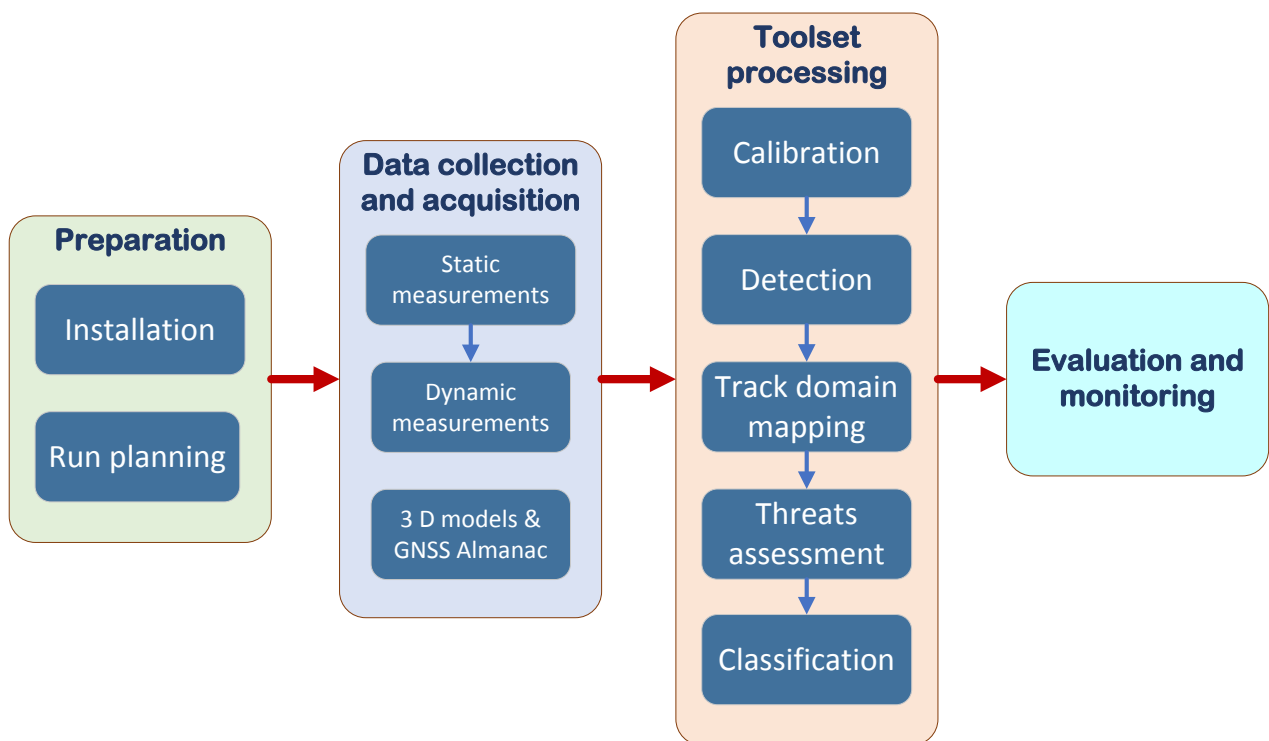 Preparation
Installation
Run planning
Data collection
and acquisition
Static
measurements
Dynamic
measurements
3 D models &
GNSS Almanac
Toolset
processing
Calibration
Detection
Track domain
mapping
Threats
assessment
Classification
Evaluation and
monitoring